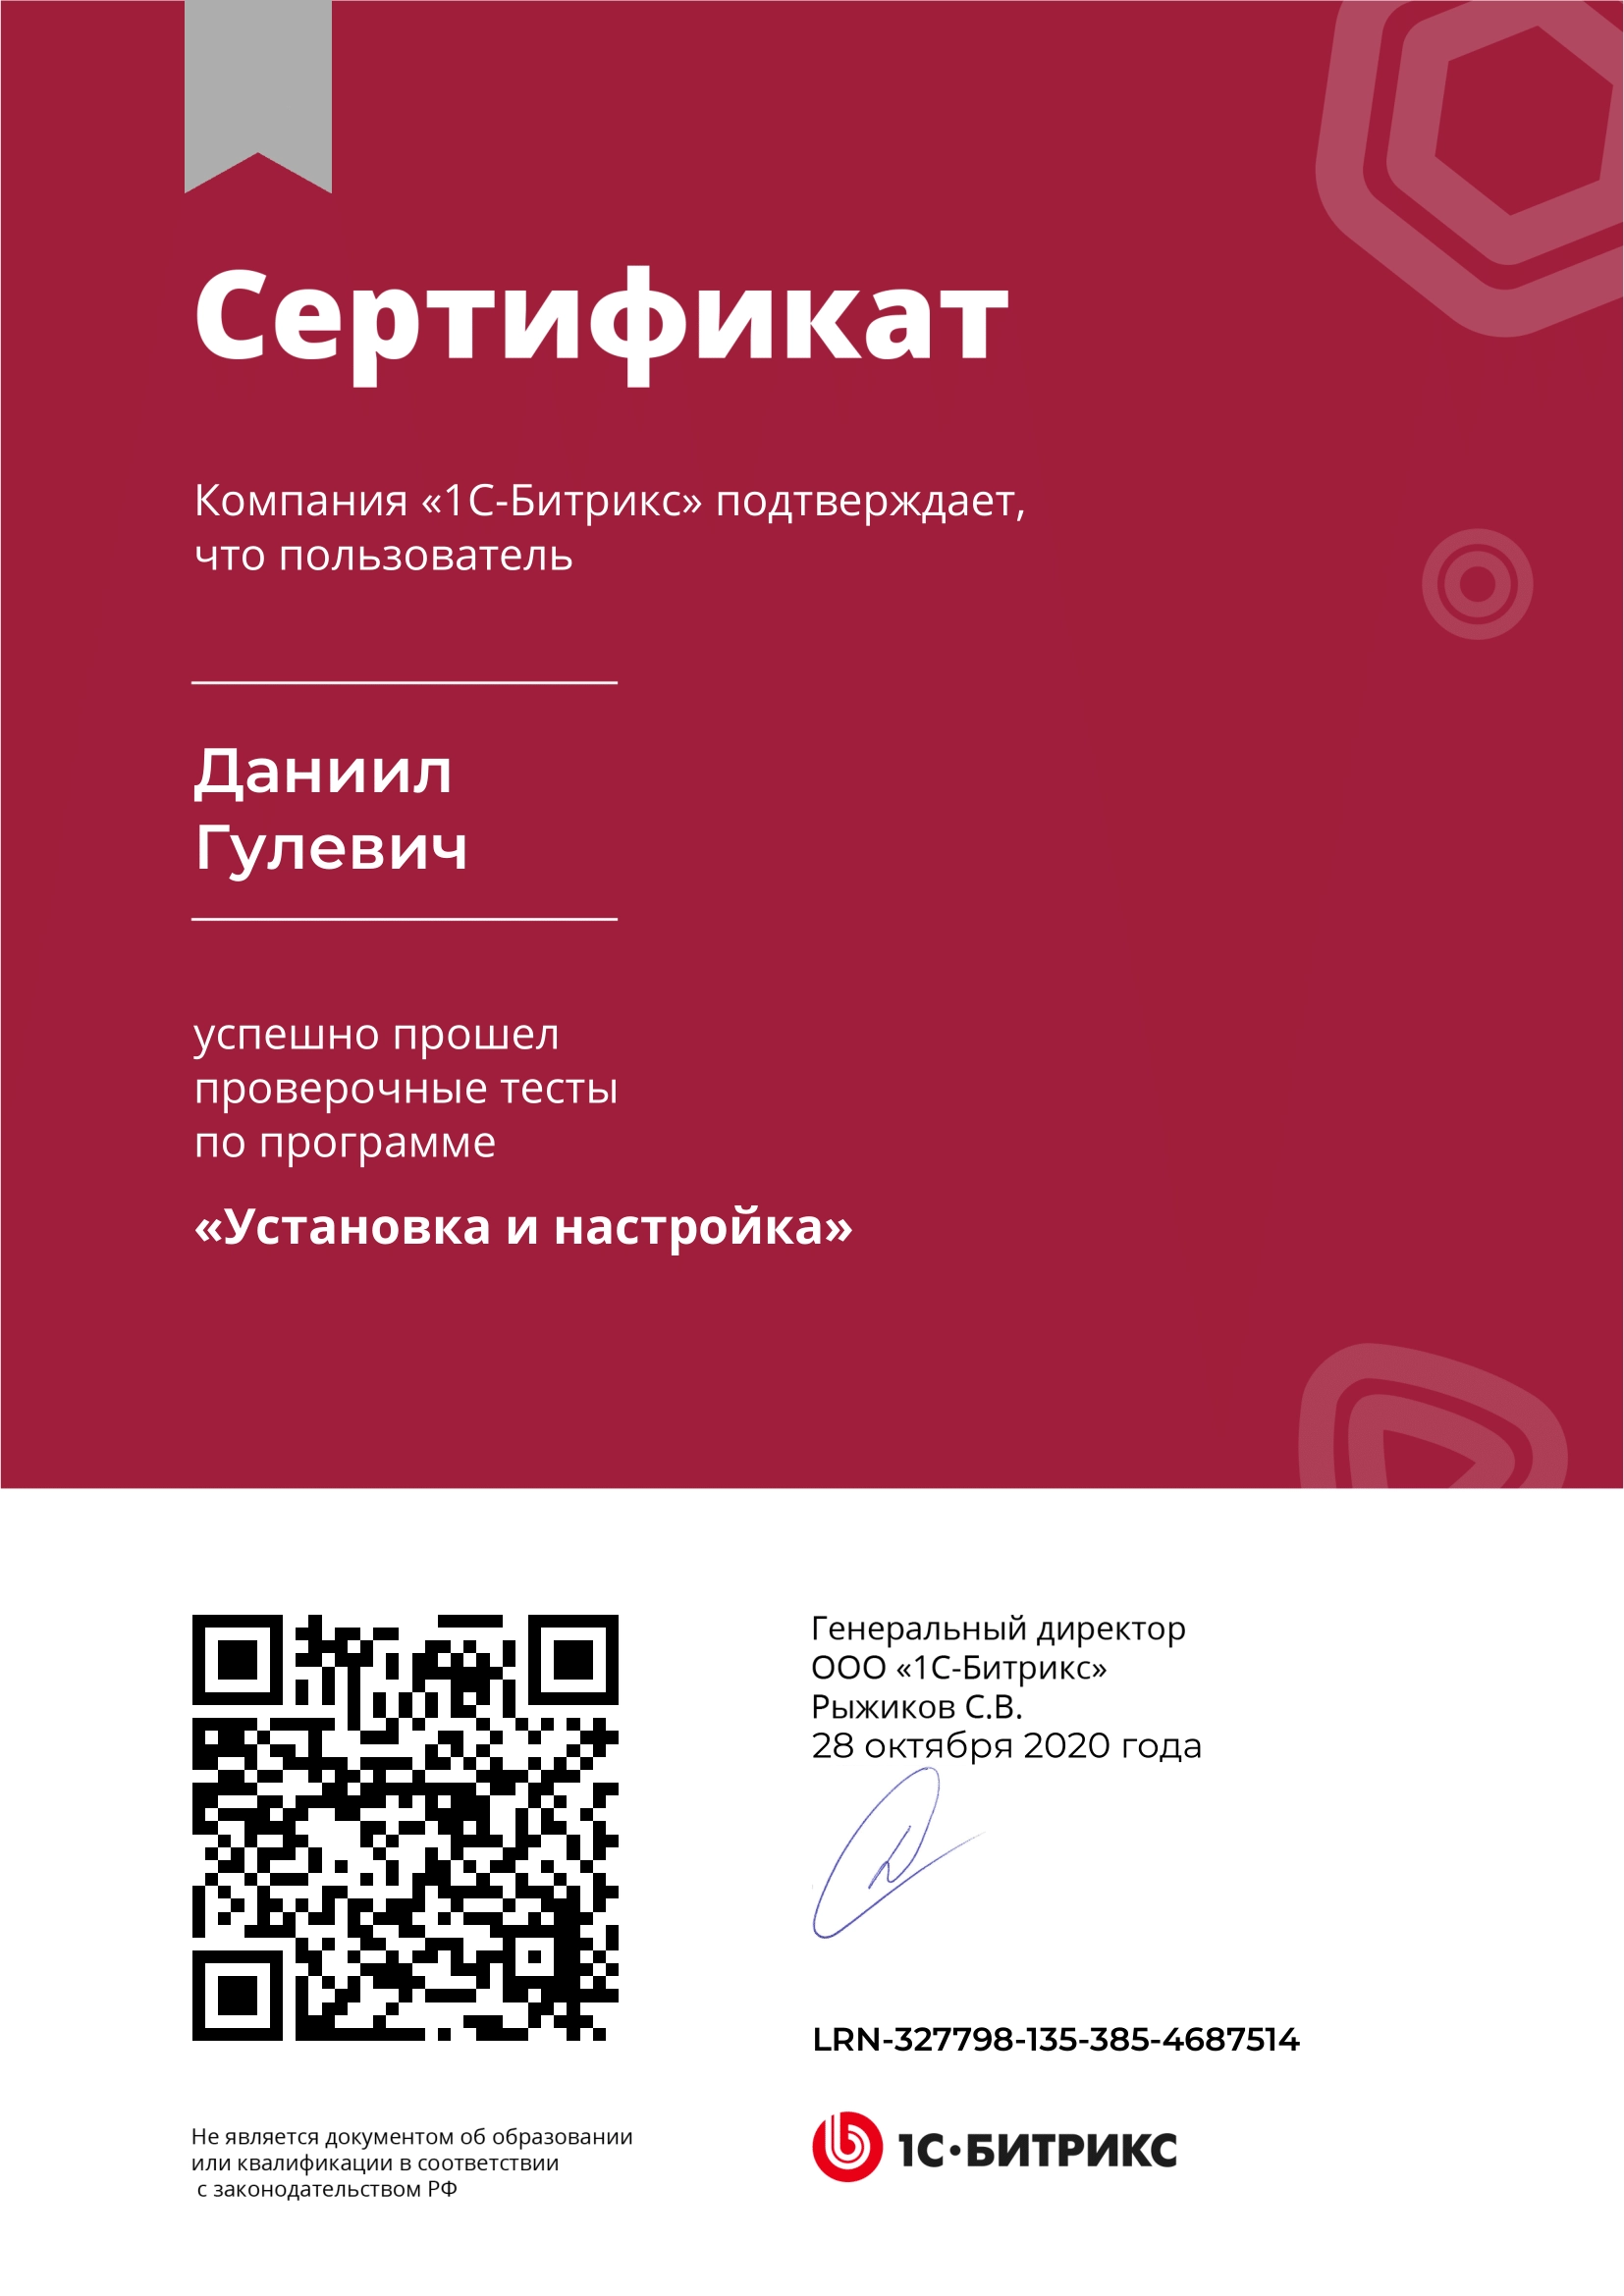 Сертификат
Компания «1С-Битрикс» подтверждает,
что пользователь
Даниил
Гулевич
успешно прошел
проверочные тесты
по программе
«Установка и настройка»
Генеральный директор
ООО «1С-Битрикс»
Рыжиков С.В.
28 октября 2020 года
LRN-327798-135-385-4687514
Не является документом об образовании
или квалификации в соответствии
с законодательством РФ
1С·БИТРИКС